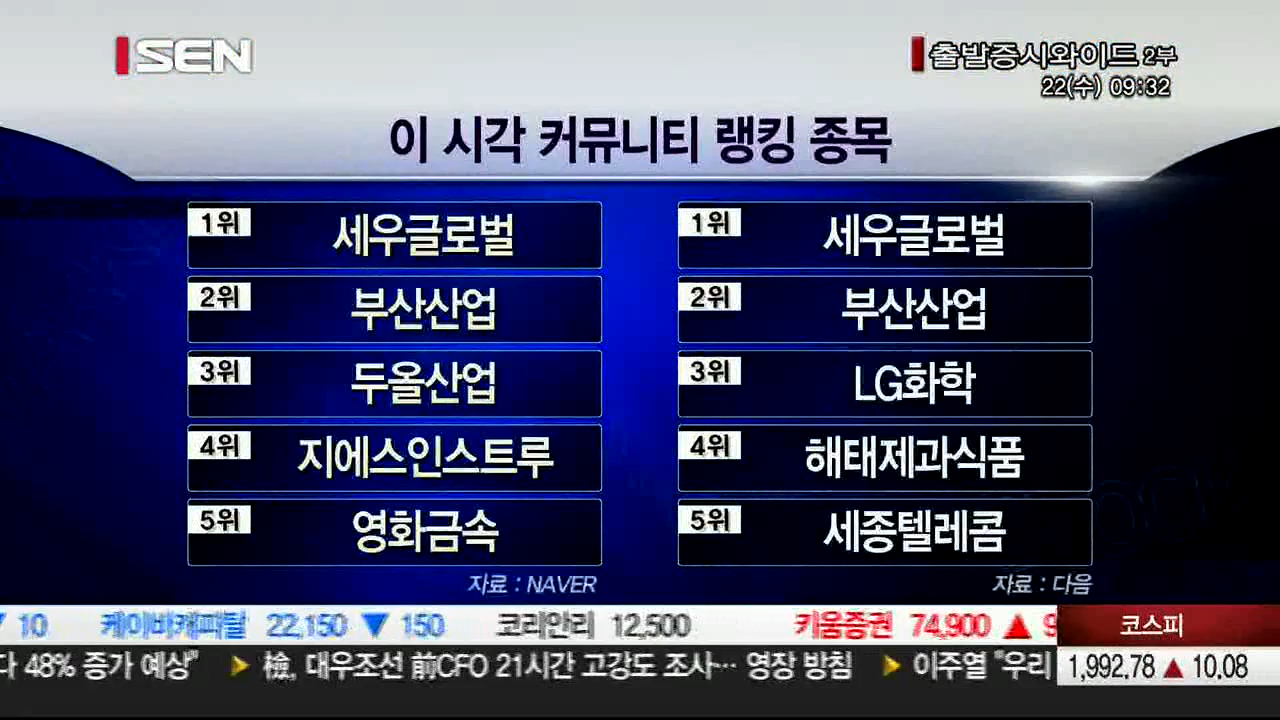 SEN
출발증시와이드 2부
22(수) 09:32
이 시각 커뮤니티 랭킹 종목
1위 세우글로벌
2위 부산산업
3위 두올산업
4위 지에스인스트루
5위 영화금속
자료 : NAVER
1위 세우글로벌
2위 부산산업
3위 LG화학
4위 해태제과식품
5위 세종텔레콤
자료 : 다음
▼ 10 케이비캐피탈 22,150 ▼ 150 코리안리 12,500 키움증권 74,900 ▲ 9
코스피
다 48% 증가 예상" ▶ 檢, 대우조선 前CFO 21시간 고강도 조사… 영장 방침 ▶ 이주열 "우리
1,992.78 ▲ 10.08